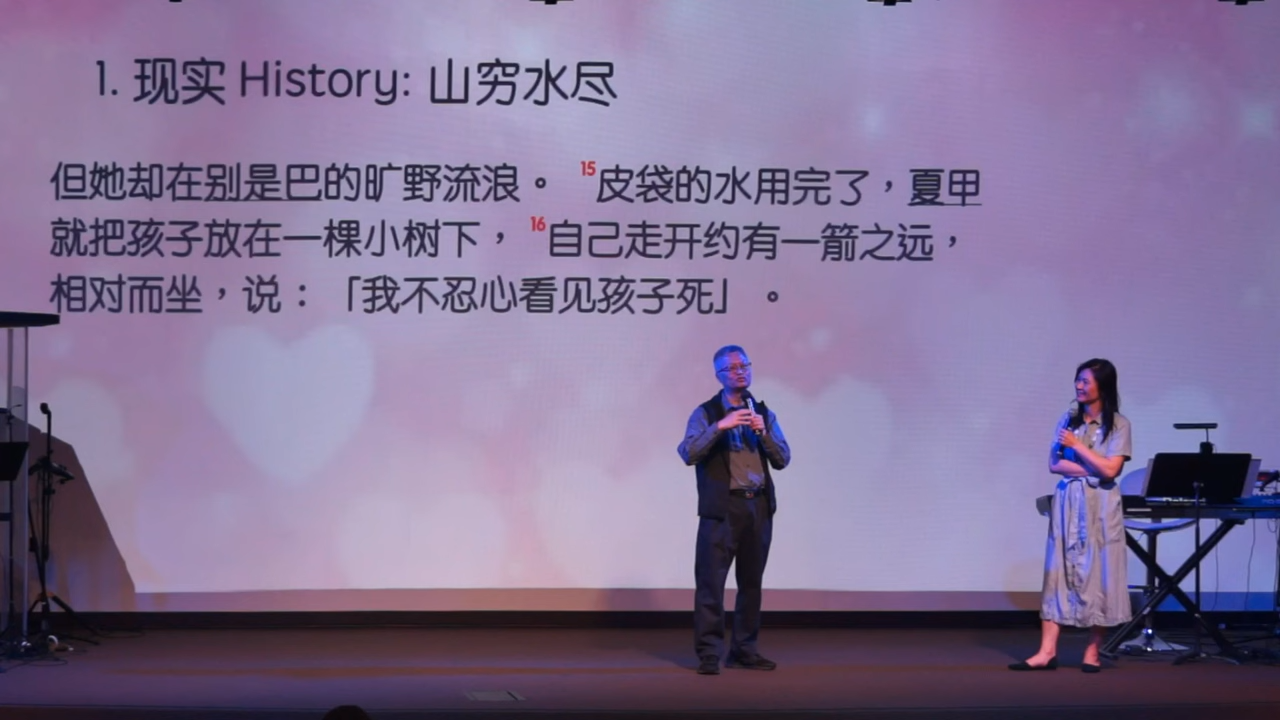 1. 现实 History: 山穷水尽
但她却在别是巴的旷野流浪。 15皮袋的水用完了，夏甲
就把孩子放在一棵小树下， 16自己走开约有一箭之远，
相对而坐，说：「我不忍心看见孩子死」。